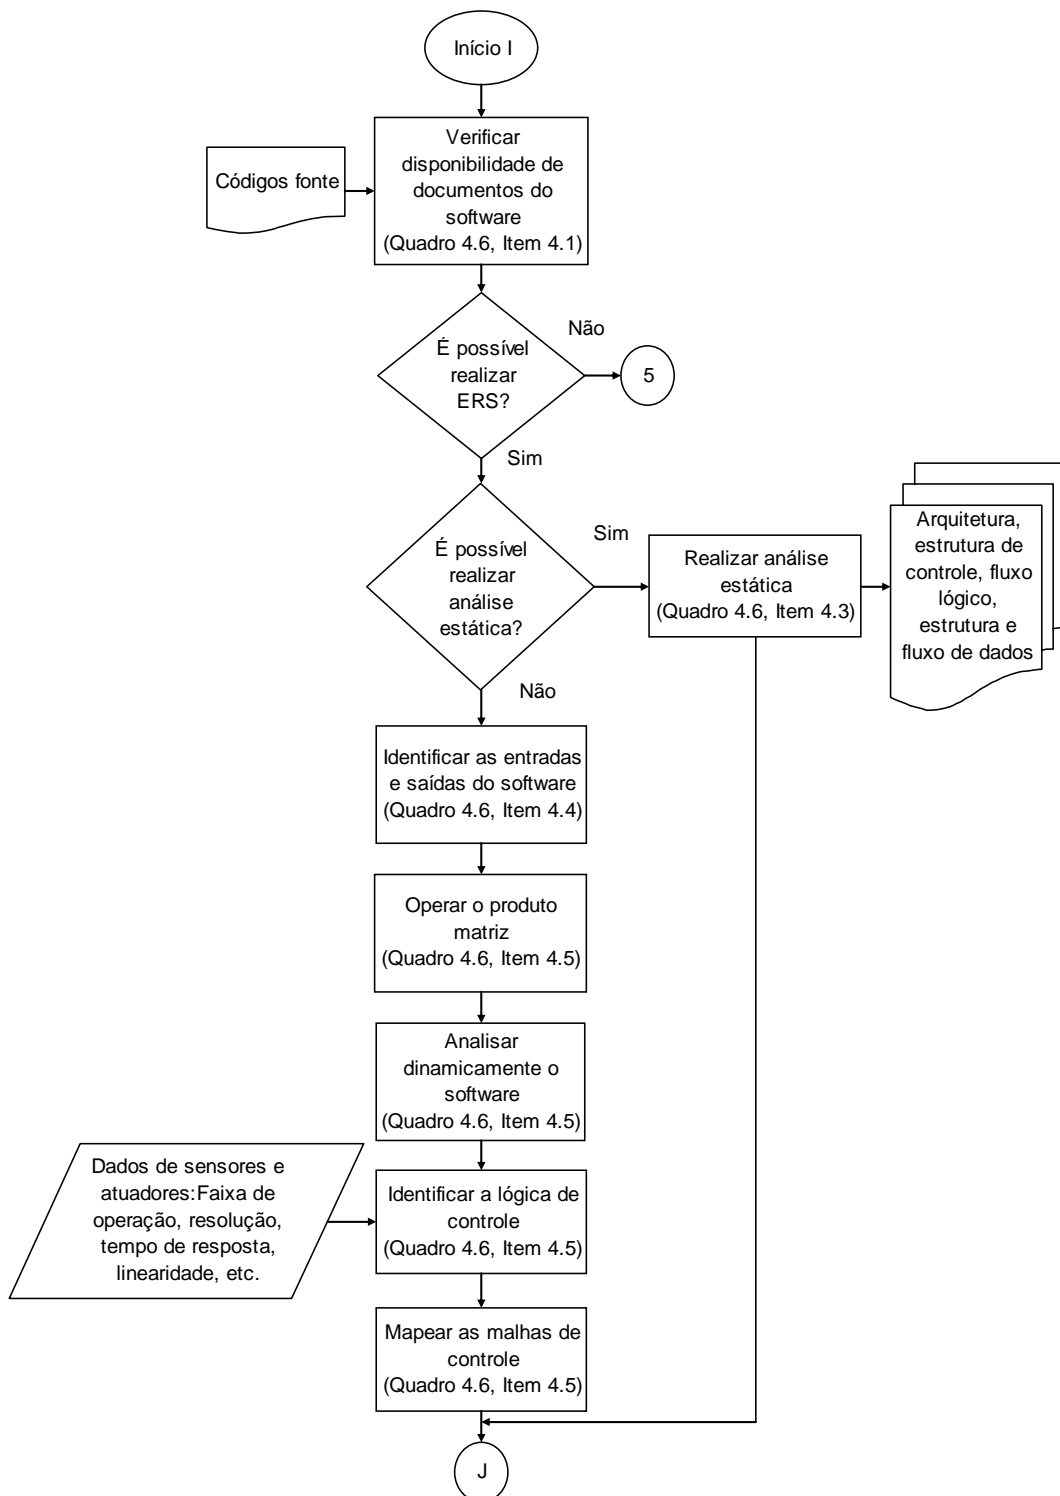 Início I
Verificar
disponibilidade de
documentos do
software
(Quadro 4.6, Item 4.1)
Códigos fonte
É possível
realizar
ERS?
Não
5
Sim
É possível
realizar
análise
estática?
Sim
Realizar análise
estática
(Quadro 4.6, Item 4.3)
Arquitetura,
estrutura de
controle, fluxo
lógico,
estrutura e
fluxo de dados
Não
Identificar as entradas
e saídas do software
(Quadro 4.6, Item 4.4)
Operar o produto
matriz
(Quadro 4.6, Item 4.5)
Analisar
dinamicamente o
software
(Quadro 4.6, Item 4.5)
Dados de sensores e
atuadores:Faixa de
operação, resolução,
tempo de resposta,
linearidade, etc.
Identificar a lógica de
controle
(Quadro 4.6, Item 4.5)
Mapear as malhas de
controle
(Quadro 4.6, Item 4.5)
J